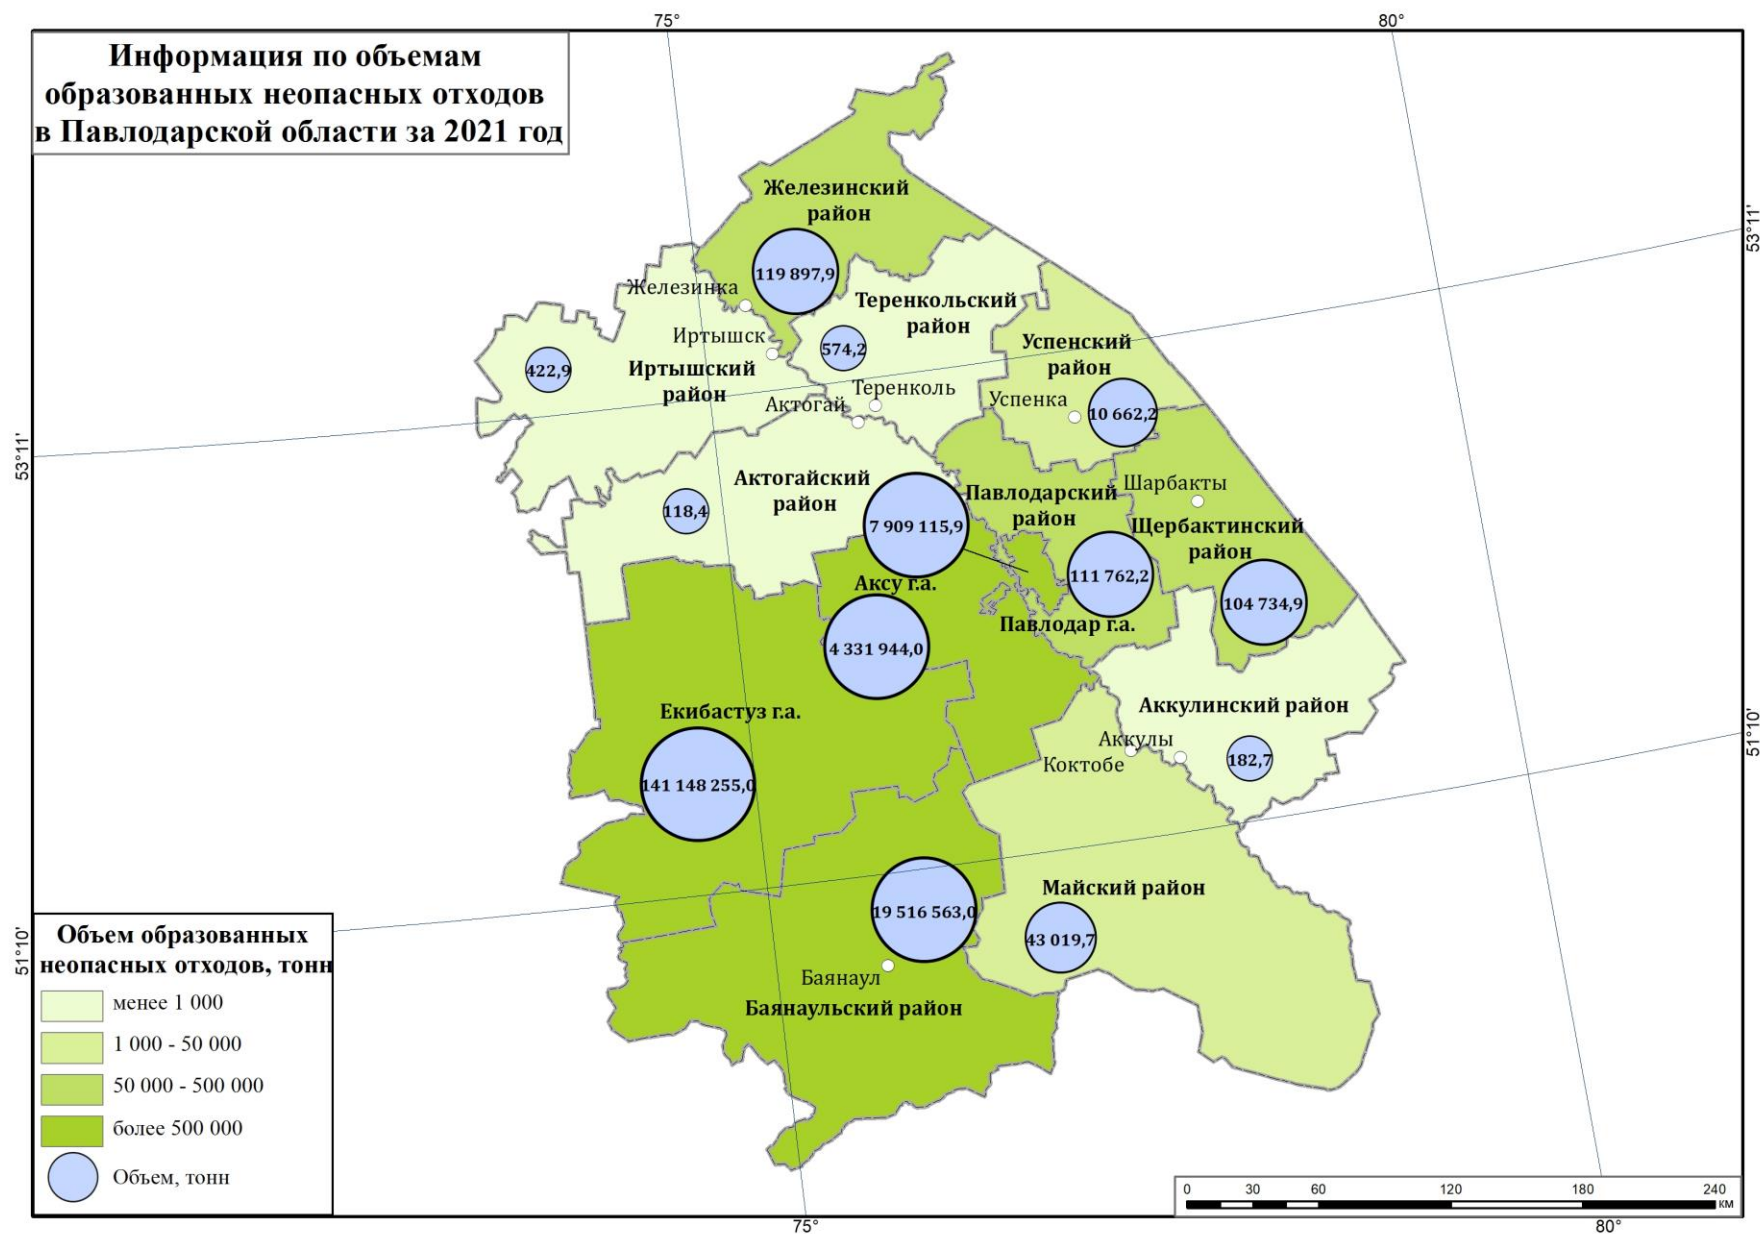 75°
80°
Информация по объемам
образованных неопасных отходов
в Павлодарской области за 2021 год
Железинский
район
53°11'
119 897,9
Железинка
Теренкольский
район
Иртышск
574,2
Успенский
район
422,9
Иртышский
район
Теренколь
Актогай
Успенка
10 662,2
53°11'
Актогайский
район
Шарбакты
Павлодарский
район
118,4
7 909 115,9
Щербактинский
район
111 762,2
Аксу г.а.
104 734,9
Павлодар г.а.
4 331 944,0
Екибастуз г.а.
Аккулинский район
51°10'
Аккулы
Коктобе
182,7
141 148 255,0
19 516 563,0
Майский район
43 019,7
51°10'
Баянаул
Баянаульский район
Объем образованных
неопасных отходов, тонн
менее 1 000
1 000 - 50 000
50 000 - 500 000
более 500 000
Объем, тонн
0 30 60 120 180 240
км
75°
80°